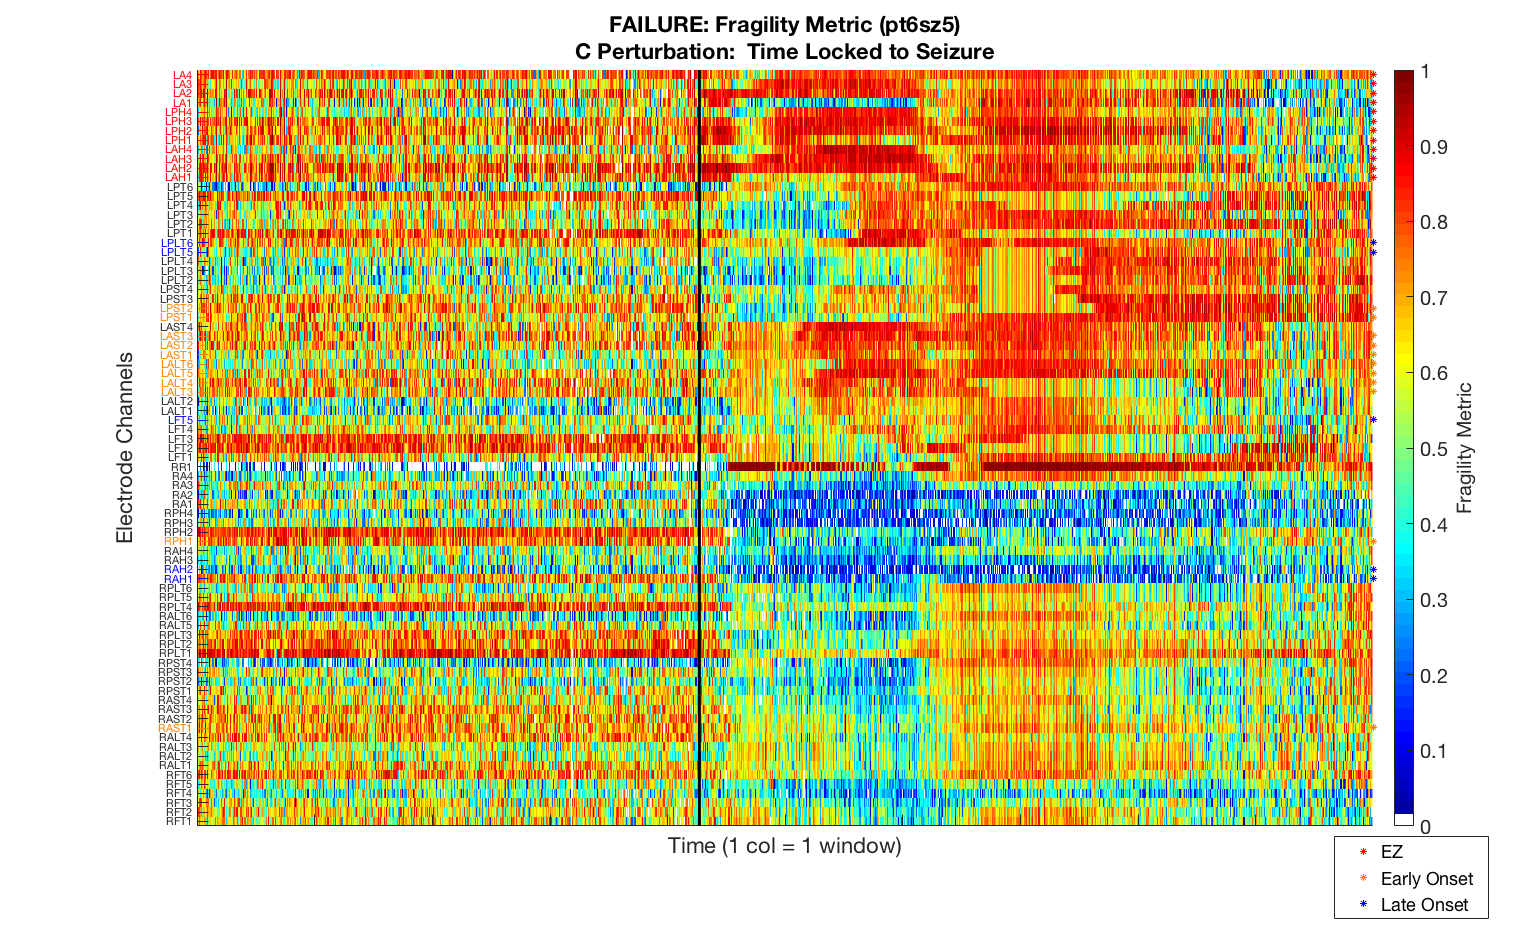 FAILURE: Fragility Metric (pt6sz5)
C Perturbation:  Time Locked to Seizure
Electrode Channels
LA4
LA3
LA2
LA1
LPH4
LPH3
LPH2
LPH1
LAH4
LAH3
LAH2
LAH1
LPT6
LPT5
LPT4
LPT3
LPT2
LPT1
LPLT6
LPLT5
LPLT4
LPLT3
LPLT2
LPST4
LPST3
LPST2
LPST1
LAST4
LAST3
LAST2
LAST1
LALT6
LALT5
LALT4
LALT3
LALT2
LALT1
LFT5
LFT4
LFT3
LFT2
LFT1
RR1
RA4
RA3
RA2
RA1
RPH4
RPH3
RPH2
RPH1
RAH4
RAH3
RAH2
RAH1
RPLT6
RPLT5
RPLT4
RALT6
RALT5
RPLT3
RPLT2
RPLT1
RPST4
RPST3
RPST2
RPST1
RAST4
RAST3
RAST2
RAST1
RALT4
RALT3
RALT2
RALT1
RFT6
RFT5
RFT4
RFT3
RFT2
RFT1
Time (1 col = 1 window)
1
0.9
0.8
0.7
0.6
0.5
0.4
0.3
0.2
0.1
0
Fragility Metric
EZ
Early Onset
Late Onset